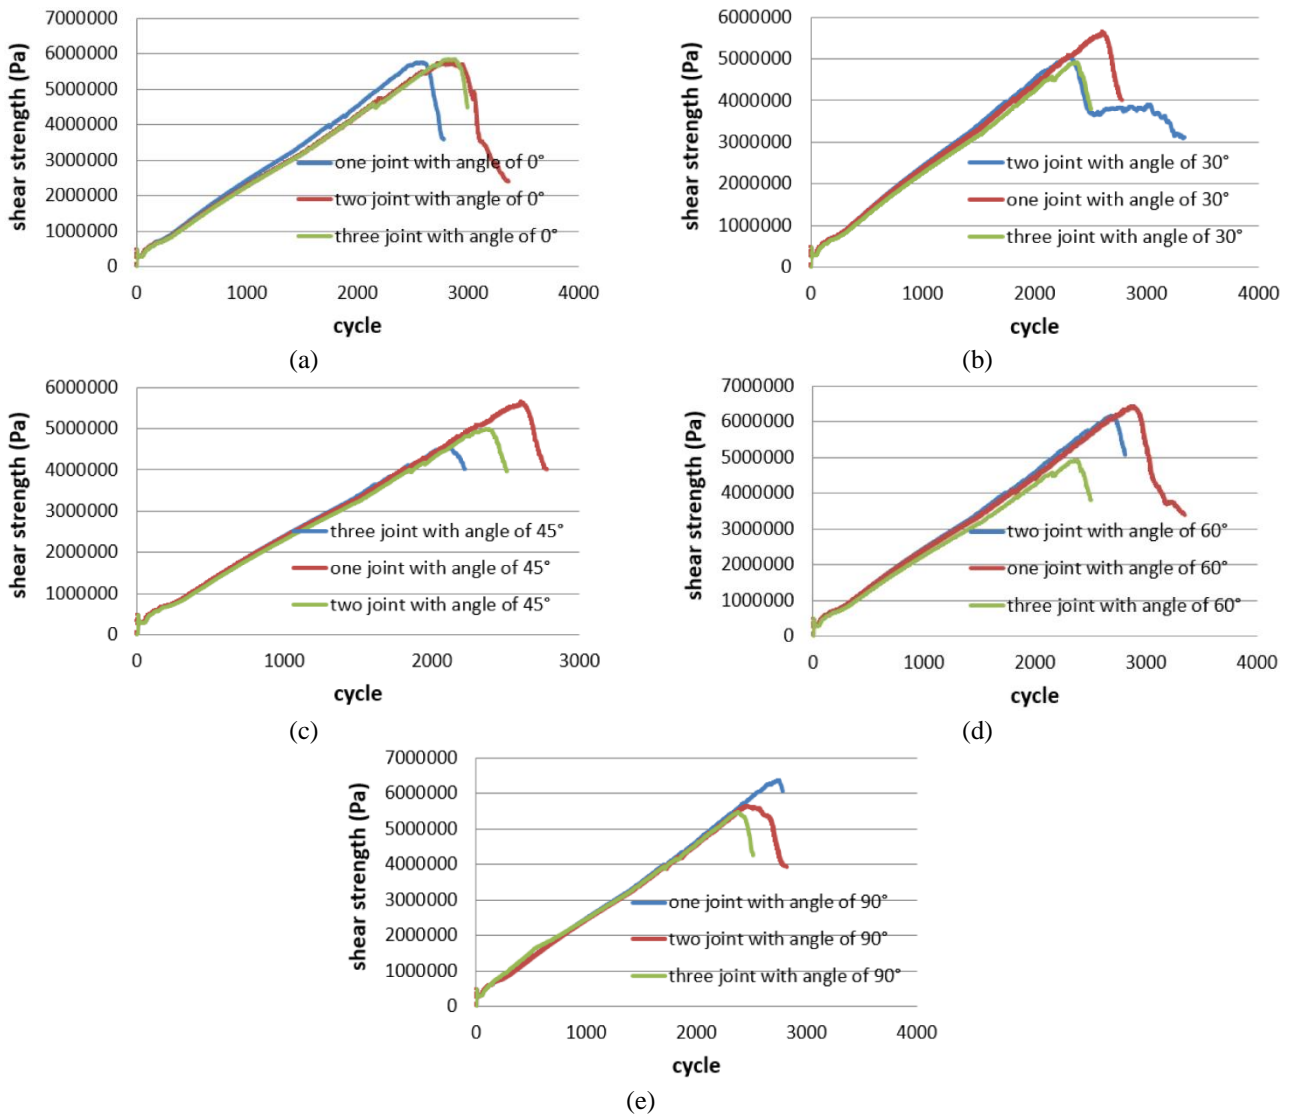 7000000
6000000
5000000
4000000
3000000
2000000
1000000
0
shear strength (Pa)
one joint with angle of 0°
two joint with angle of 0°
three joint with angle of 0°
0 1000 2000 3000 4000
cycle
(a)
6000000
5000000
4000000
3000000
2000000
1000000
0
shear strength (Pa)
two joint with angle of 30°
one joint with angle of 30°
three joint with angle of 30°
0 1000 2000 3000 4000
cycle
(b)
6000000
5000000
4000000
3000000
2000000
1000000
0
shear strength (Pa)
three joint with angle of 45°
one joint with angle of 45°
two joint with angle of 45°
0 1000 2000 3000
cycle
(c)
7000000
6000000
5000000
4000000
3000000
2000000
1000000
0
shear strength (Pa)
two joint with angle of 60°
one joint with angle of 60°
three joint with angle of 60°
0 1000 2000 3000 4000
cycle
(d)
7000000
6000000
5000000
4000000
3000000
2000000
1000000
0
shear strength (Pa)
one joint with angle of 90°
two joint with angle of 90°
three joint with angle of 90°
0 1000 2000 3000 4000
cycle
(e)